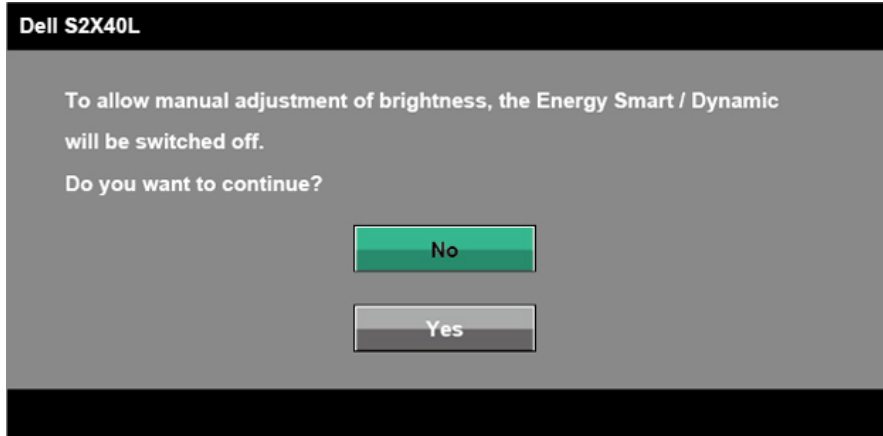 Dell S2X40L
To allow manual adjustment of brightness, the Energy Smart / Dynamic
will be switched off.
Do you want to continue?
No
Yes